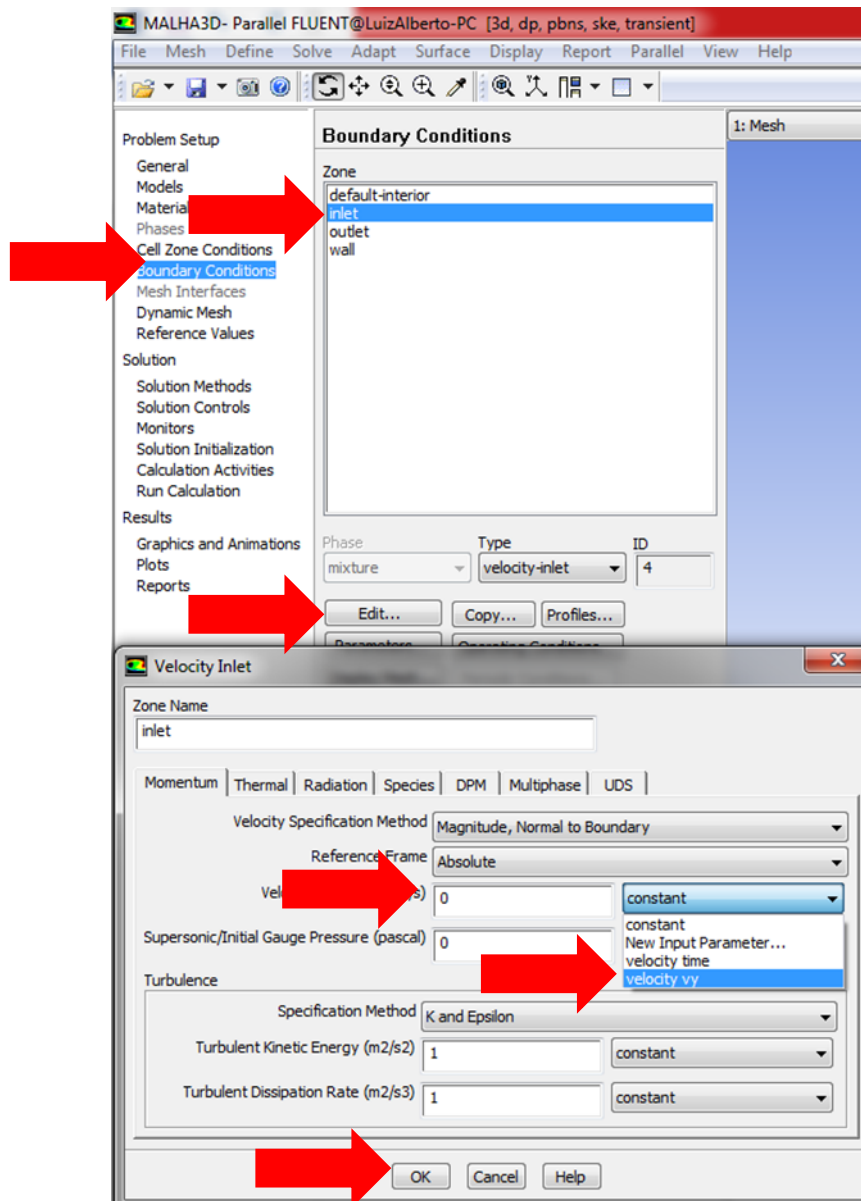 MALHA3D- Parallel FLUENT@LuizAlberto-PC [3d, dp, pbns, ske, transient]
File Mesh Define Solve Adapt Surface Display Report Parallel View Help
Problem Setup
General
Models
Material
Phases
Cell Zone Conditions
Boundary Conditions
Mesh Interfaces
Dynamic Mesh
Reference Values
Solution
Solution Methods
Solution Controls
Monitors
Solution Initialization
Calculation Activities
Run Calculation
Results
Graphics and Animations
Plots
Reports
Boundary Conditions
Zone
default-interior
inlet
outlet
wall
Phase Type ID
mixture velocity-inlet 4
Edit... Copy... Profiles...
Parameters Operating Conditions
1: Mesh
Velocity Inlet
x
Zone Name
inlet
Momentum Thermal Radiation Species DPM Multiphase UDS
Velocity Specification Method Magnitude, Normal to Boundary
Reference Frame Absolute
Vel s) 0 constant
constant
New Input Parameter...
velocity time
velocity vy
Supersonic/Initial Gauge Pressure (pascal) 0
Turbulence
Specification Method K and Epsilon
Turbulent Kinetic Energy (m2/s2) 1 constant
Turbulent Dissipation Rate (m2/s3) 1 constant
OK Cancel Help